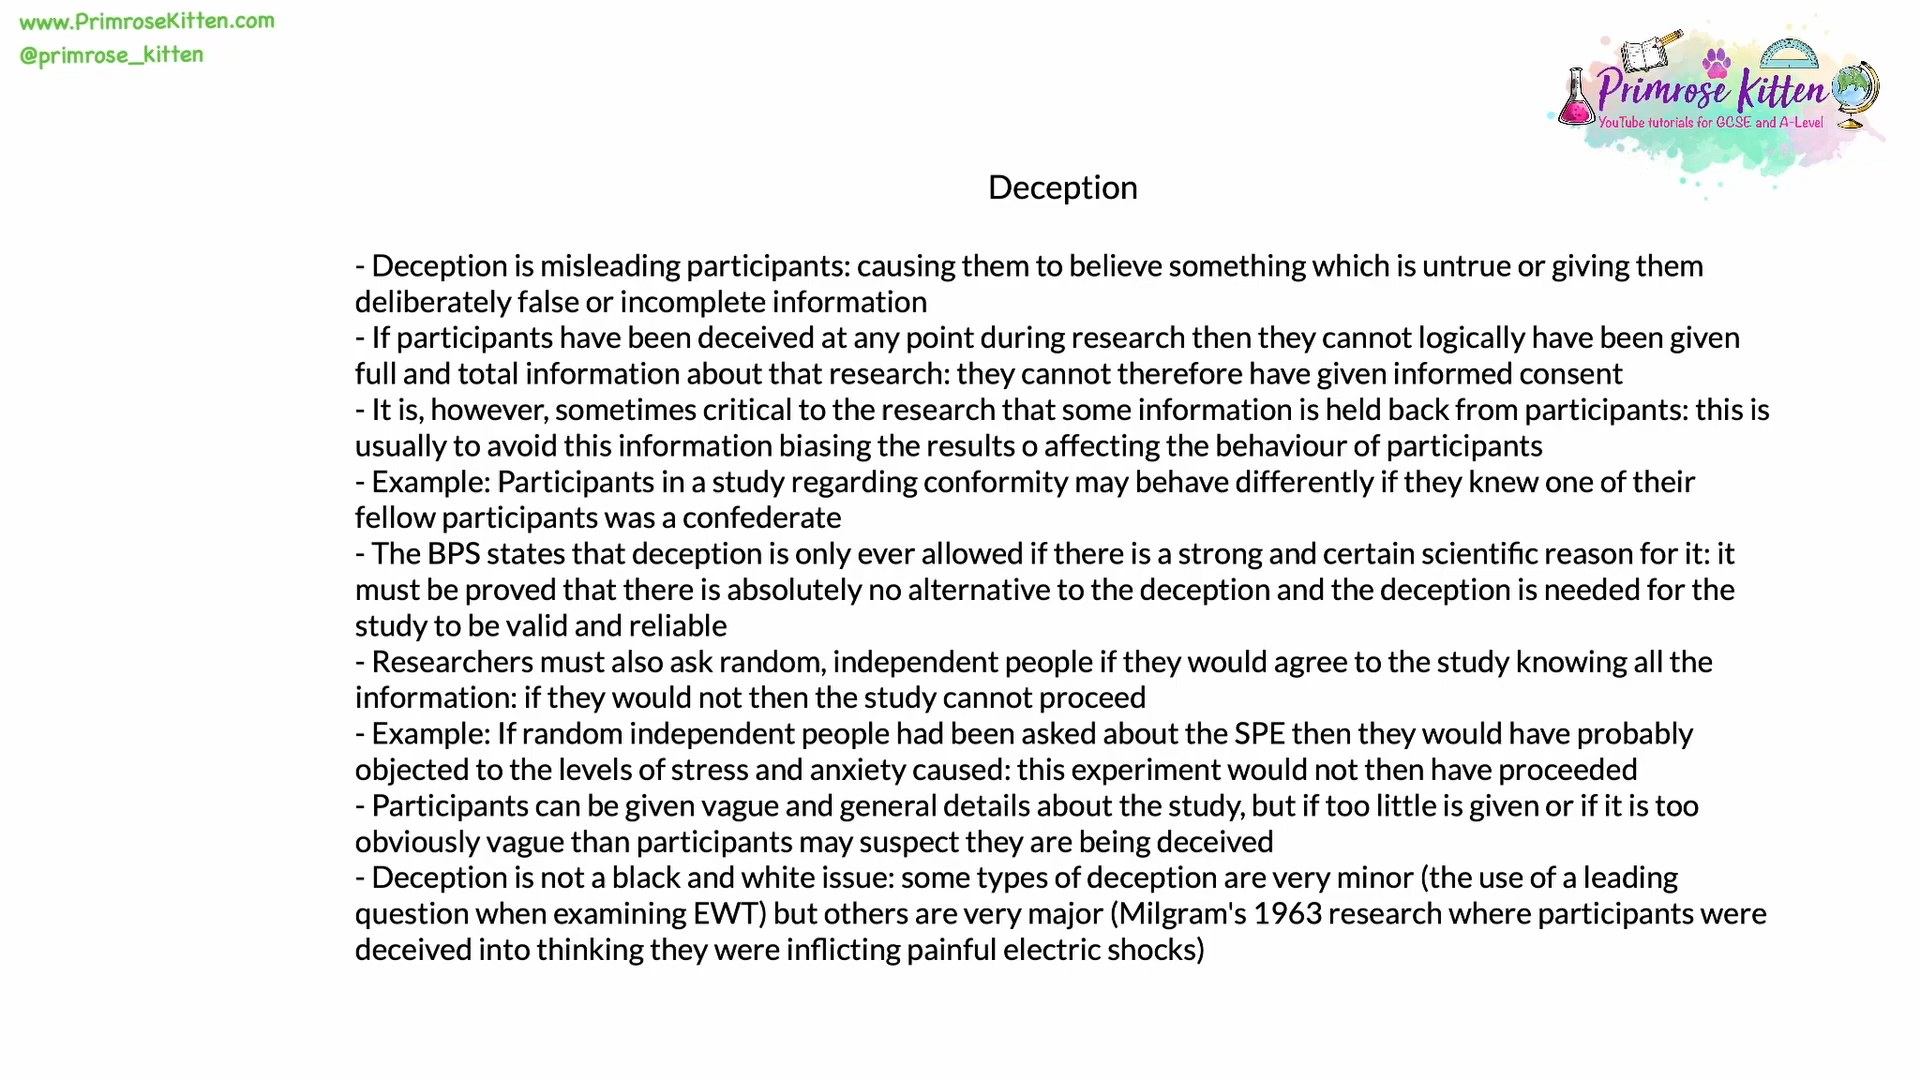 www.PrimroseKitten.com
@primrose_kitten
Primrose Kitten
YouTube tutorials for GCSE and A-Level
Deception
- Deception is misleading participants: causing them to believe something which is untrue or giving them
deliberately false or incomplete information
- If participants have been deceived at any point during research then they cannot logically have been given
full and total information about that research: they cannot therefore have given informed consent
- It is, however, sometimes critical to the research that some information is held back from participants: this is
usually to avoid this information biasing the results o affecting the behaviour of participants
- Example: Participants in a study regarding conformity may behave differently if they knew one of their
fellow participants was a confederate
- The BPS states that deception is only ever allowed if there is a strong and certain scientific reason for it: it
must be proved that there is absolutely no alternative to the deception and the deception is needed for the
study to be valid and reliable
- Researchers must also ask random, independent people if they would agree to the study knowing all the
information: if they would not then the study cannot proceed
- Example: If random independent people had been asked about the SPE then they would have probably
objected to the levels of stress and anxiety caused: this experiment would not then have proceeded
- Participants can be given vague and general details about the study, but if too little is given or if it is too
obviously vague than participants may suspect they are being deceived
- Deception is not a black and white issue: some types of deception are very minor (the use of a leading
question when examining EWT) but others are very major (Milgram's 1963 research where participants were
deceived into thinking they were inflicting painful electric shocks)